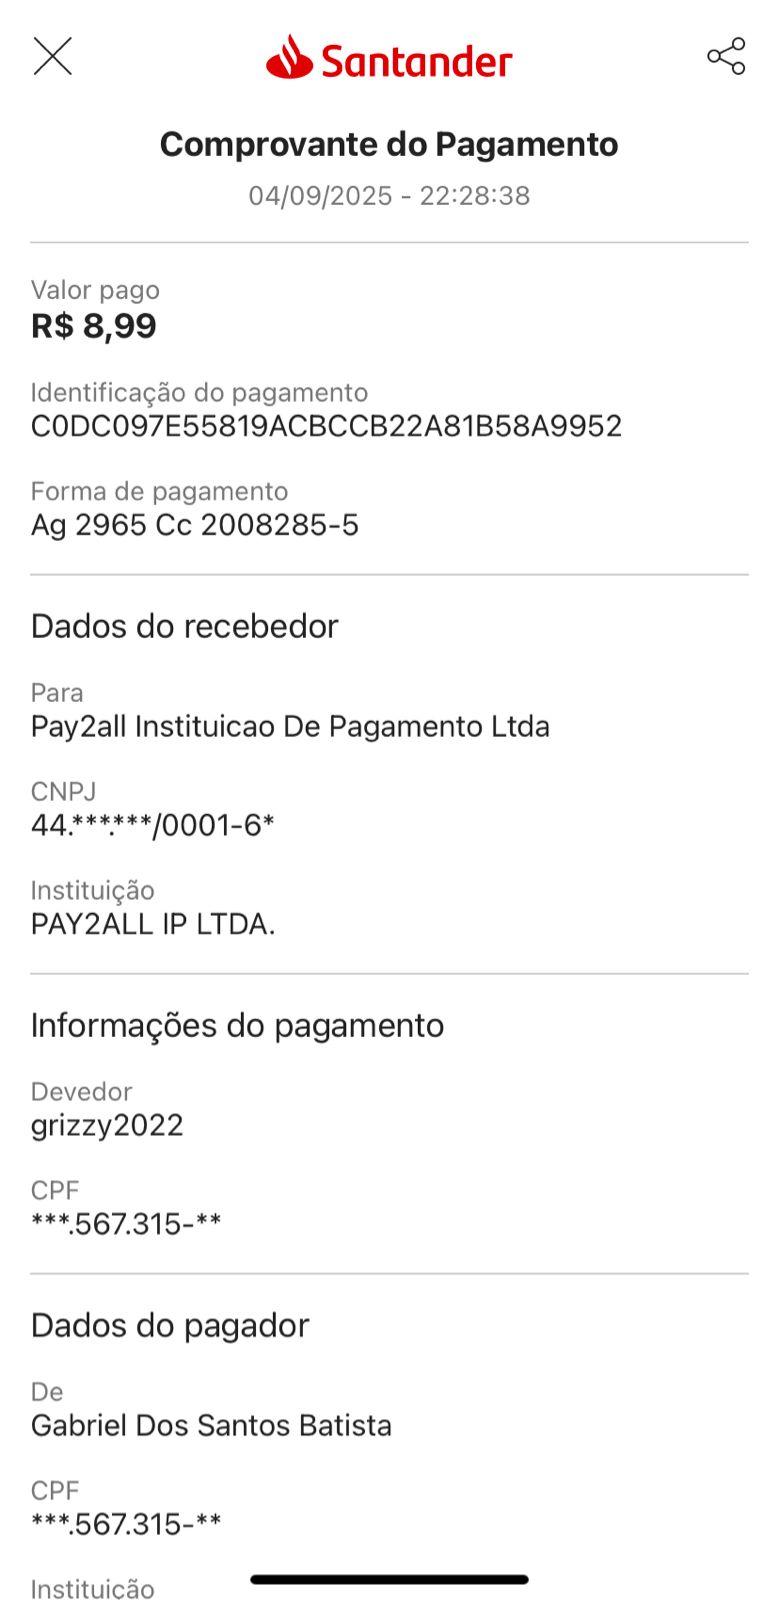 Santander
Comprovante do Pagamento
04/09/2025 - 22:28:38
Valor pago
R$ 8,99
Identificação do pagamento
C0DC097E55819ACBCCB22A81B58A9952
Forma de pagamento
Ag 2965 Cc 2008285-5
Dados do recebedor
Para
Pay2all Instituicao De Pagamento Ltda
CNPJ
44.***.***/0001-6*
Instituição
PAY2ALL IP LTDA.
Informações do pagamento
Devedor
grizzy2022
CPF
***.567.315-**
Dados do pagador
De
Gabriel Dos Santos Batista
CPF
***.567.315-**
Instituição